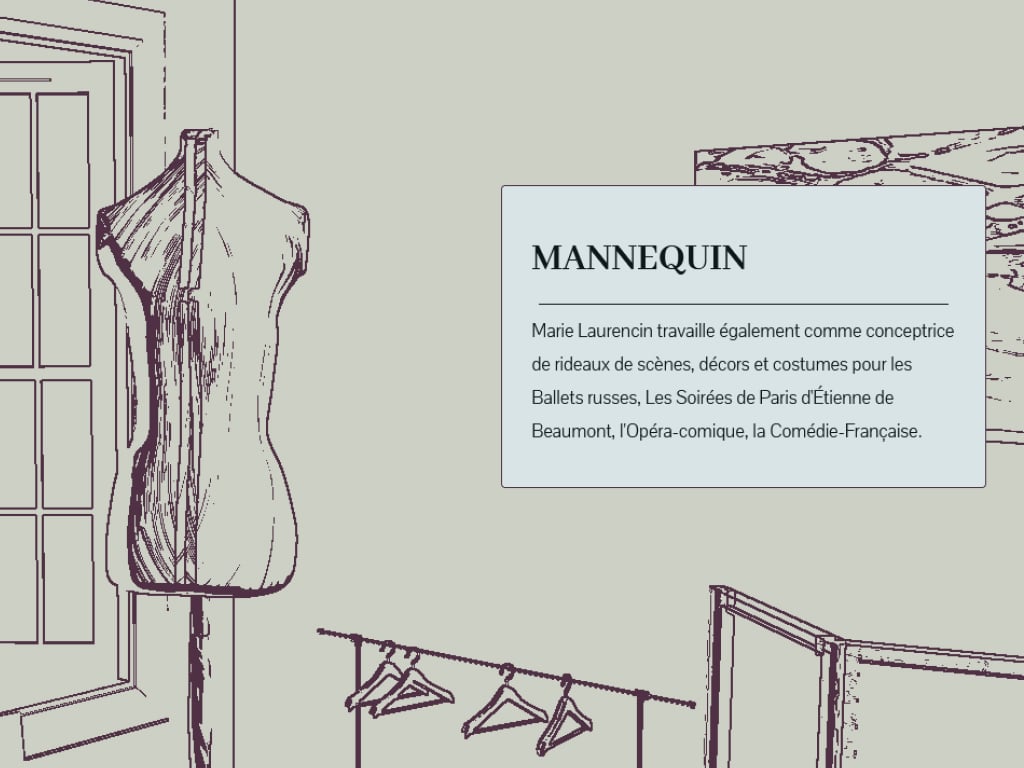 MANNEQUIN
Marie Laurencin travaille également comme conceptrice
de rideaux de scènes, décors et costumes pour les
Ballets russes, Les Soirées de Paris d'Étienne de
Beaumont, l'Opéra-comique, la Comédie-Française.